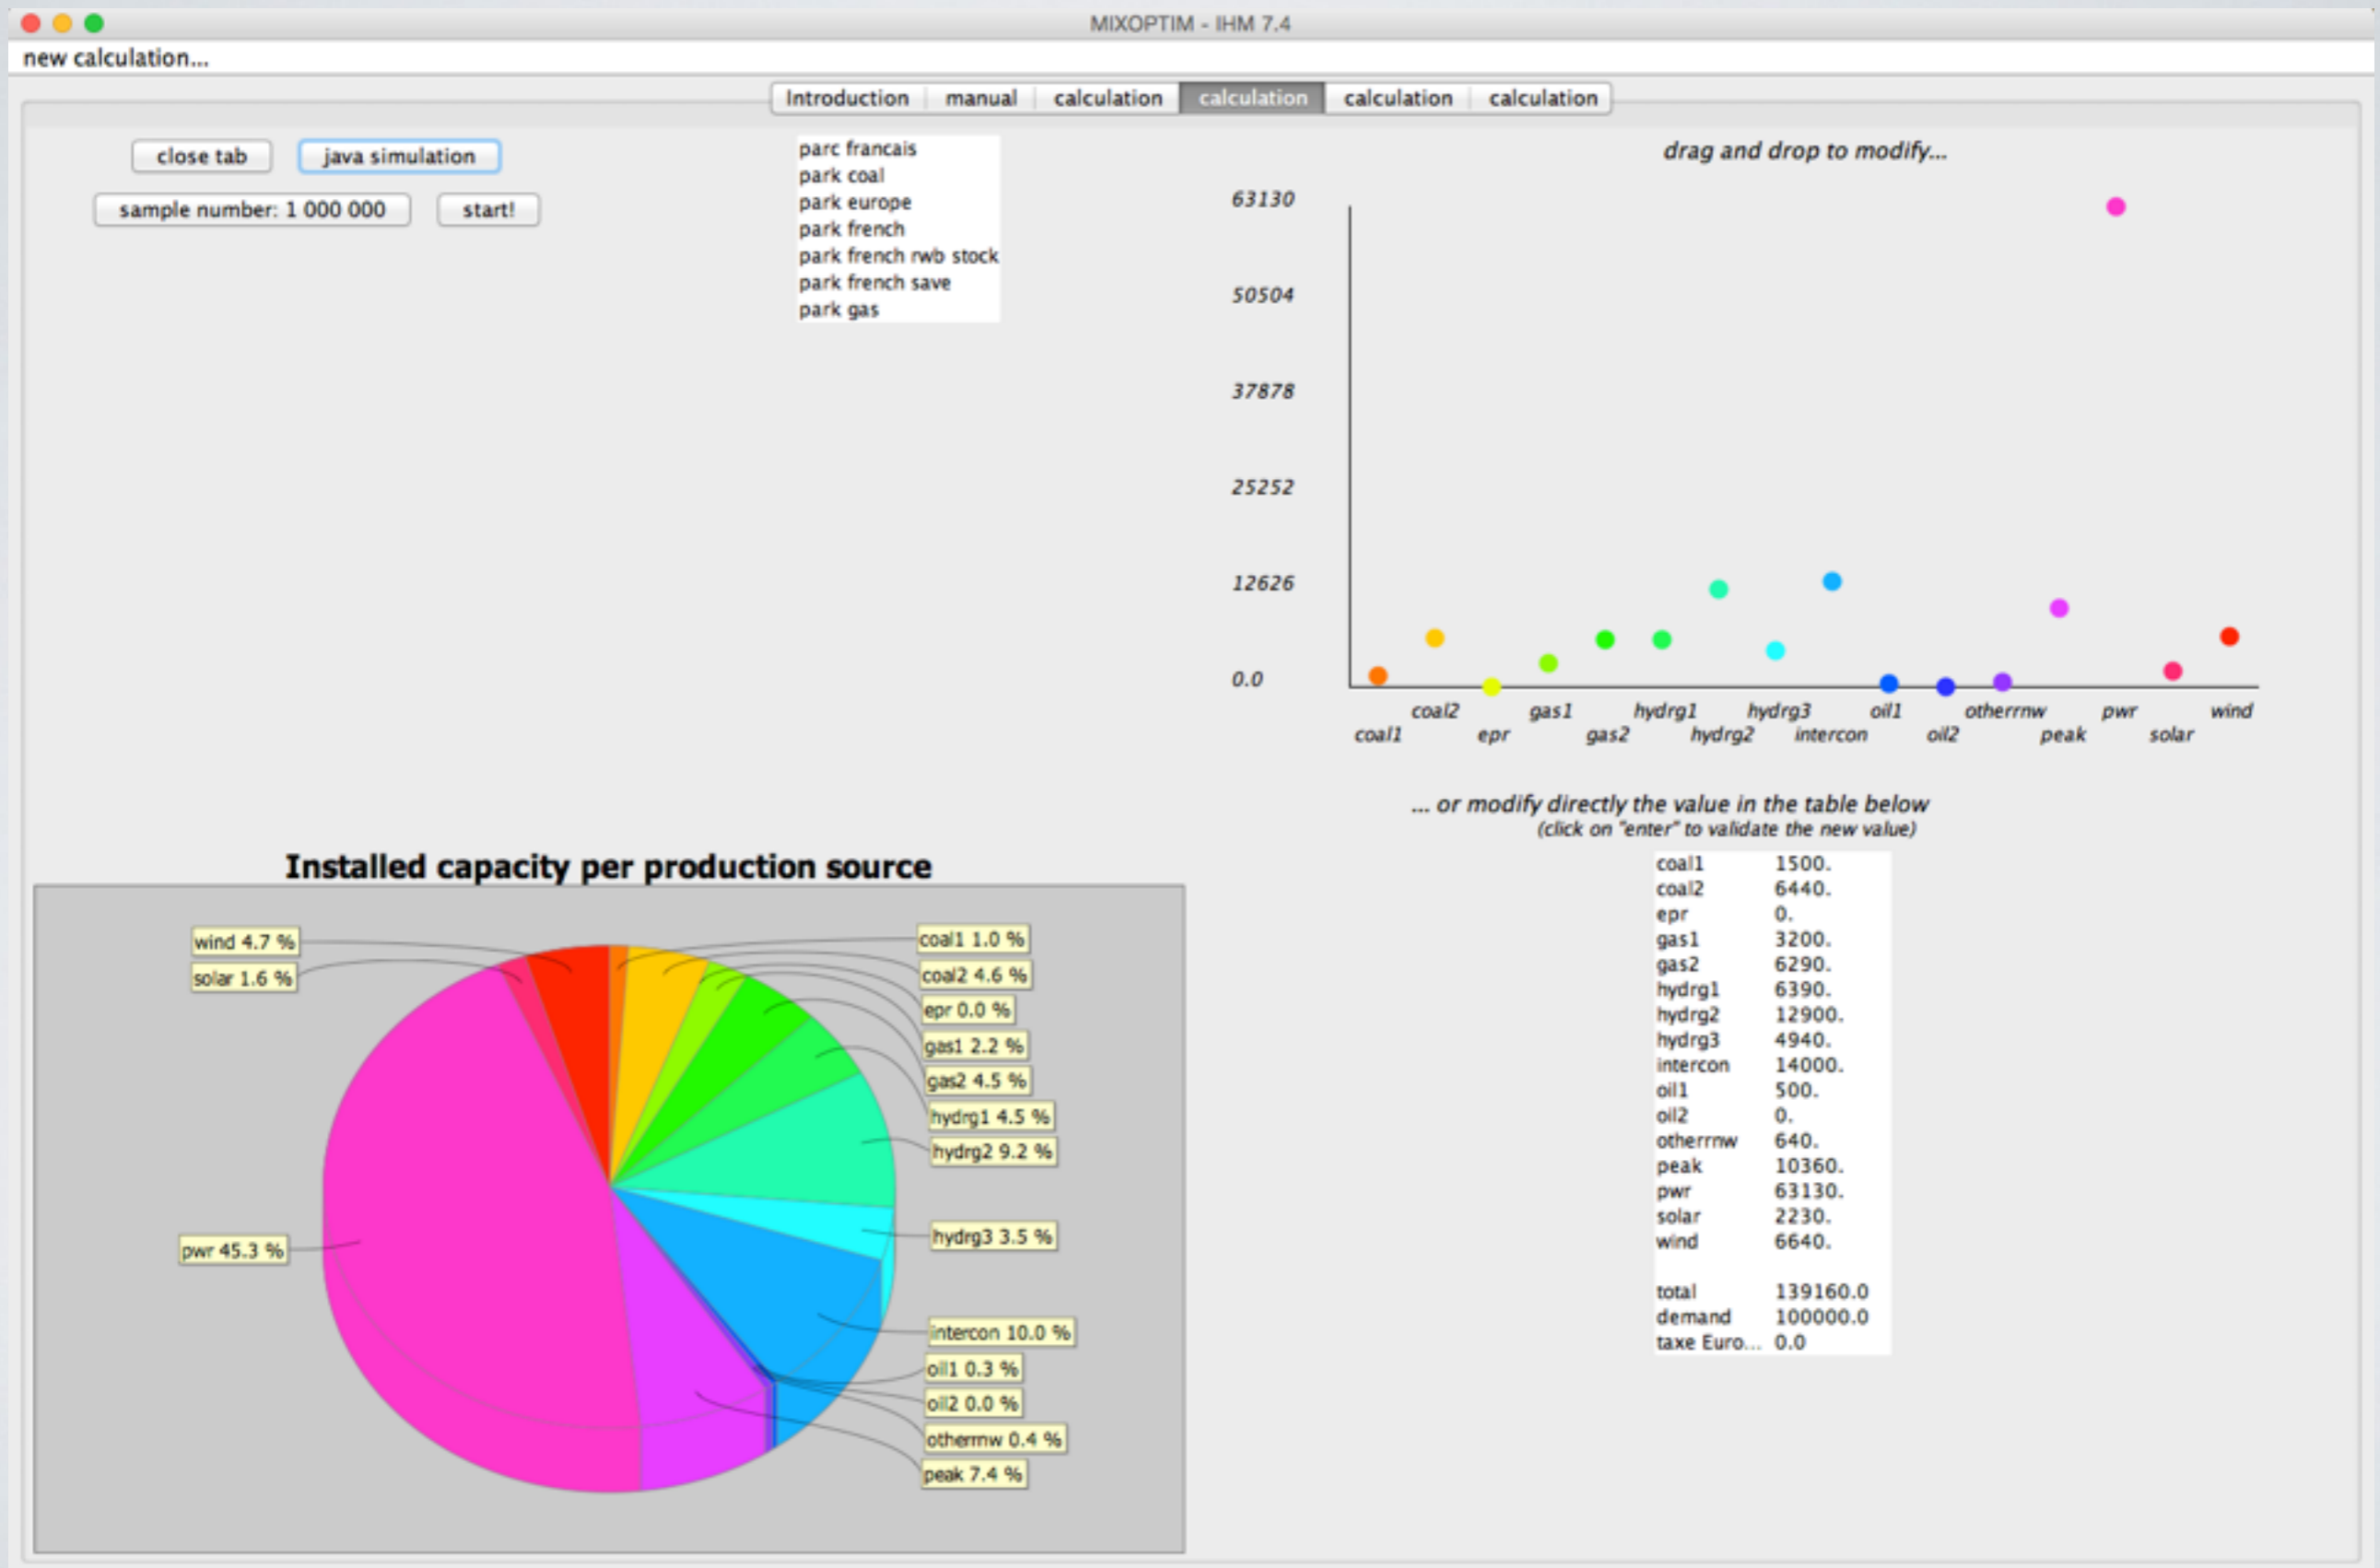 MIXOPTIM - IHM 7.4
new calculation...
Introduction manual calculation calculation calculation calculation
close tab java simulation
sample number: 1 000 000 start!
parc francais
park coal
park europe
park french
park french rwb stock
park french save
park gas
drag and drop to modify...
63130
50504
37878
25252
12626
0.0
coal2 gas1 hydrg1 hydrg3 oil1 otherrnw pwr wind
coal1 epr gas2 hydrg2 intercon oil2 peak solar
... or modify directly the value in the table below
(click on "enter" to validate the new value)
coal1 1500.
coal2 6440.
epr 0.
gas1 3200.
gas2 6290.
hydrg1 6390.
hydrg2 12900.
hydrg3 4940.
intercon 14000.
oil1 500.
oil2 0.
otherrnw 640.
peak 10360.
pwr 63130.
solar 2230.
wind 6640.
total 139160.0
demand 100000.0
taxe Euro... 0.0
Installed capacity per production source
wind 4.7 %
solar 1.6 %
pwr 45.3 %
coal1 1.0 %
coal2 4.6 %
epr 0.0 %
gas1 2.2 %
gas2 4.5 %
hydrg1 4.5 %
hydrg2 9.2 %
hydrg3 3.5 %
intercon 10.0 %
oil1 0.3 %
oil2 0.0 %
otherrnw 0.4 %
peak 7.4 %